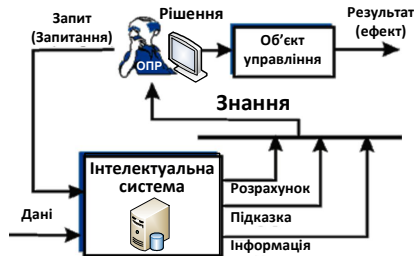 Запит
(Запитання)
Рішення
Результат
(ефект)
ОПР
Об'єкт
управління
Знання
Інтелектуальна
система
Розрахунок
Дані
Підказка
Інформація